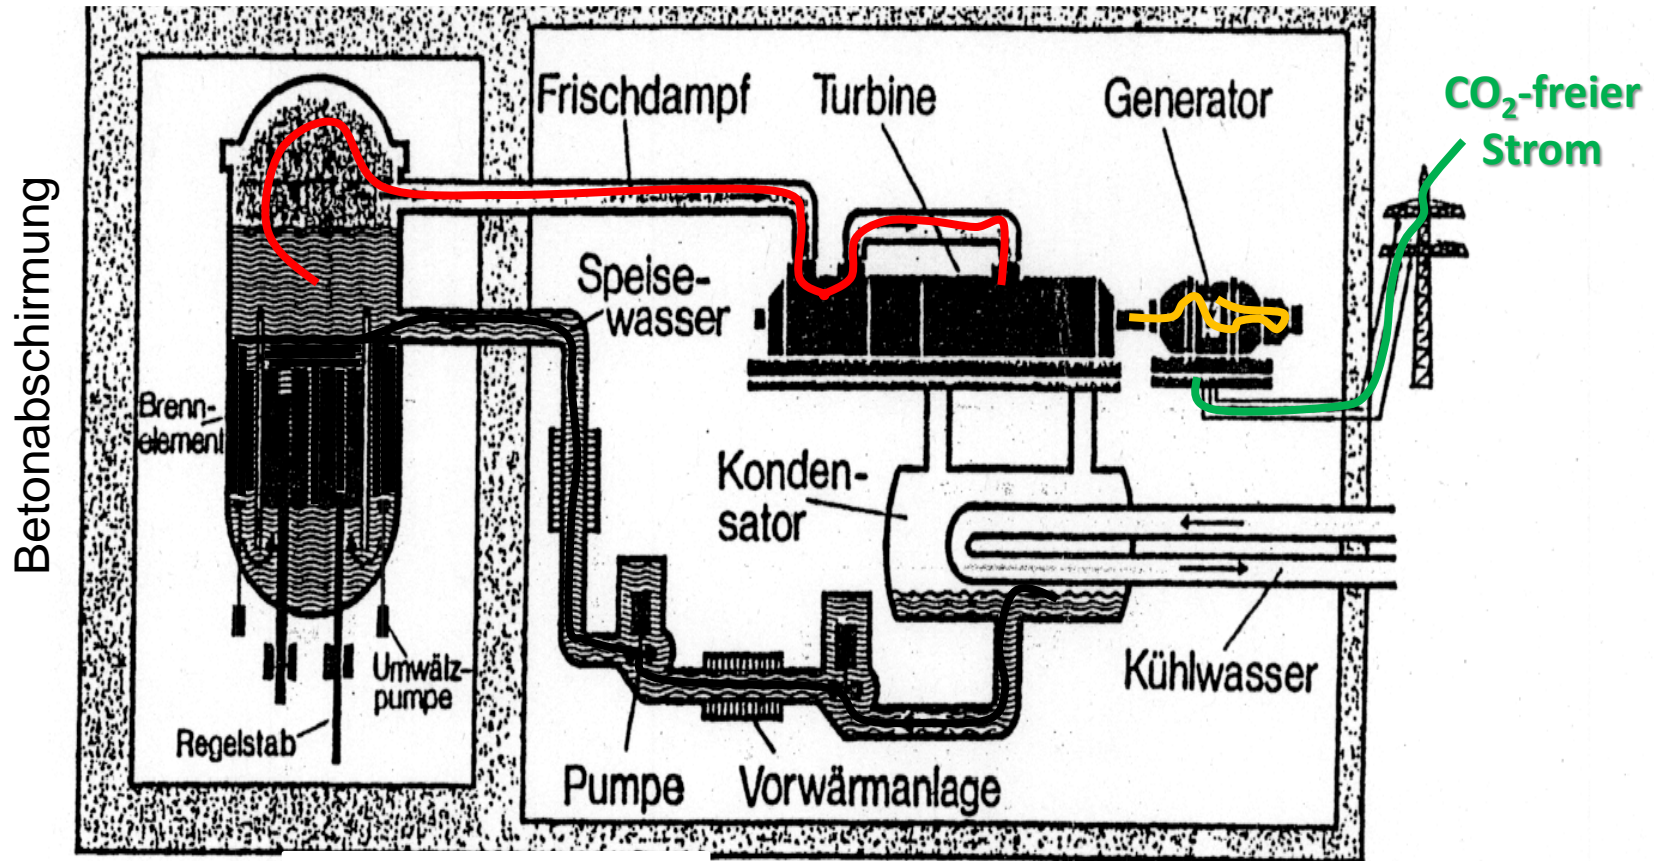 Betonabschirmung
Frischdampf
Turbine
Generator
CO₂-freier
Strom
Speise-
wasser
Brenn-
element
Konden-
sator
Kühlwasser
Umwälz-
pumpe
Regelstab
Pumpe
Vorwärmanlage